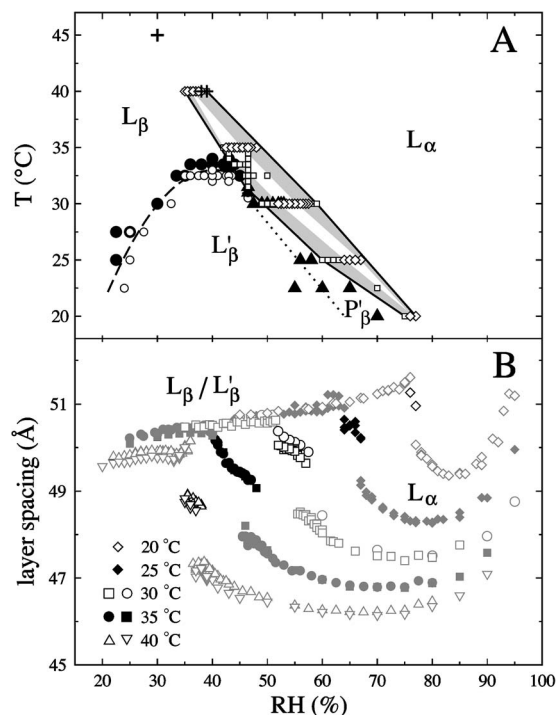 A
T (°C)
45
40
35
30
25
20
Lβ
Lα
L'β
P'β
B
layer spacing (Å)
51
49
47
45
Lβ / L'β
Lα
20 °C
25 °C
30 °C
35 °C
40 °C
20 30 40 50 60 70 80 90 100
RH (%)